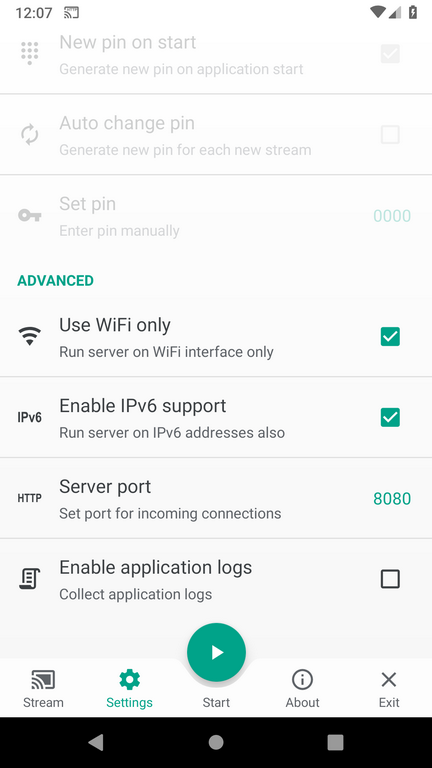 12:07
New pin on start
Generate new pin on application start
Auto change pin
Generate new pin for each new stream
Set pin
Enter pin manually
0000
ADVANCED
Use WiFi only
Run server on WiFi interface only
IPv6
Enable IPv6 support
Run server on IPv6 addresses also
HTTP
Server port
Set port for incoming connections
8080
Enable application logs
Collect application logs
Stream
Settings
Start
About
Exit